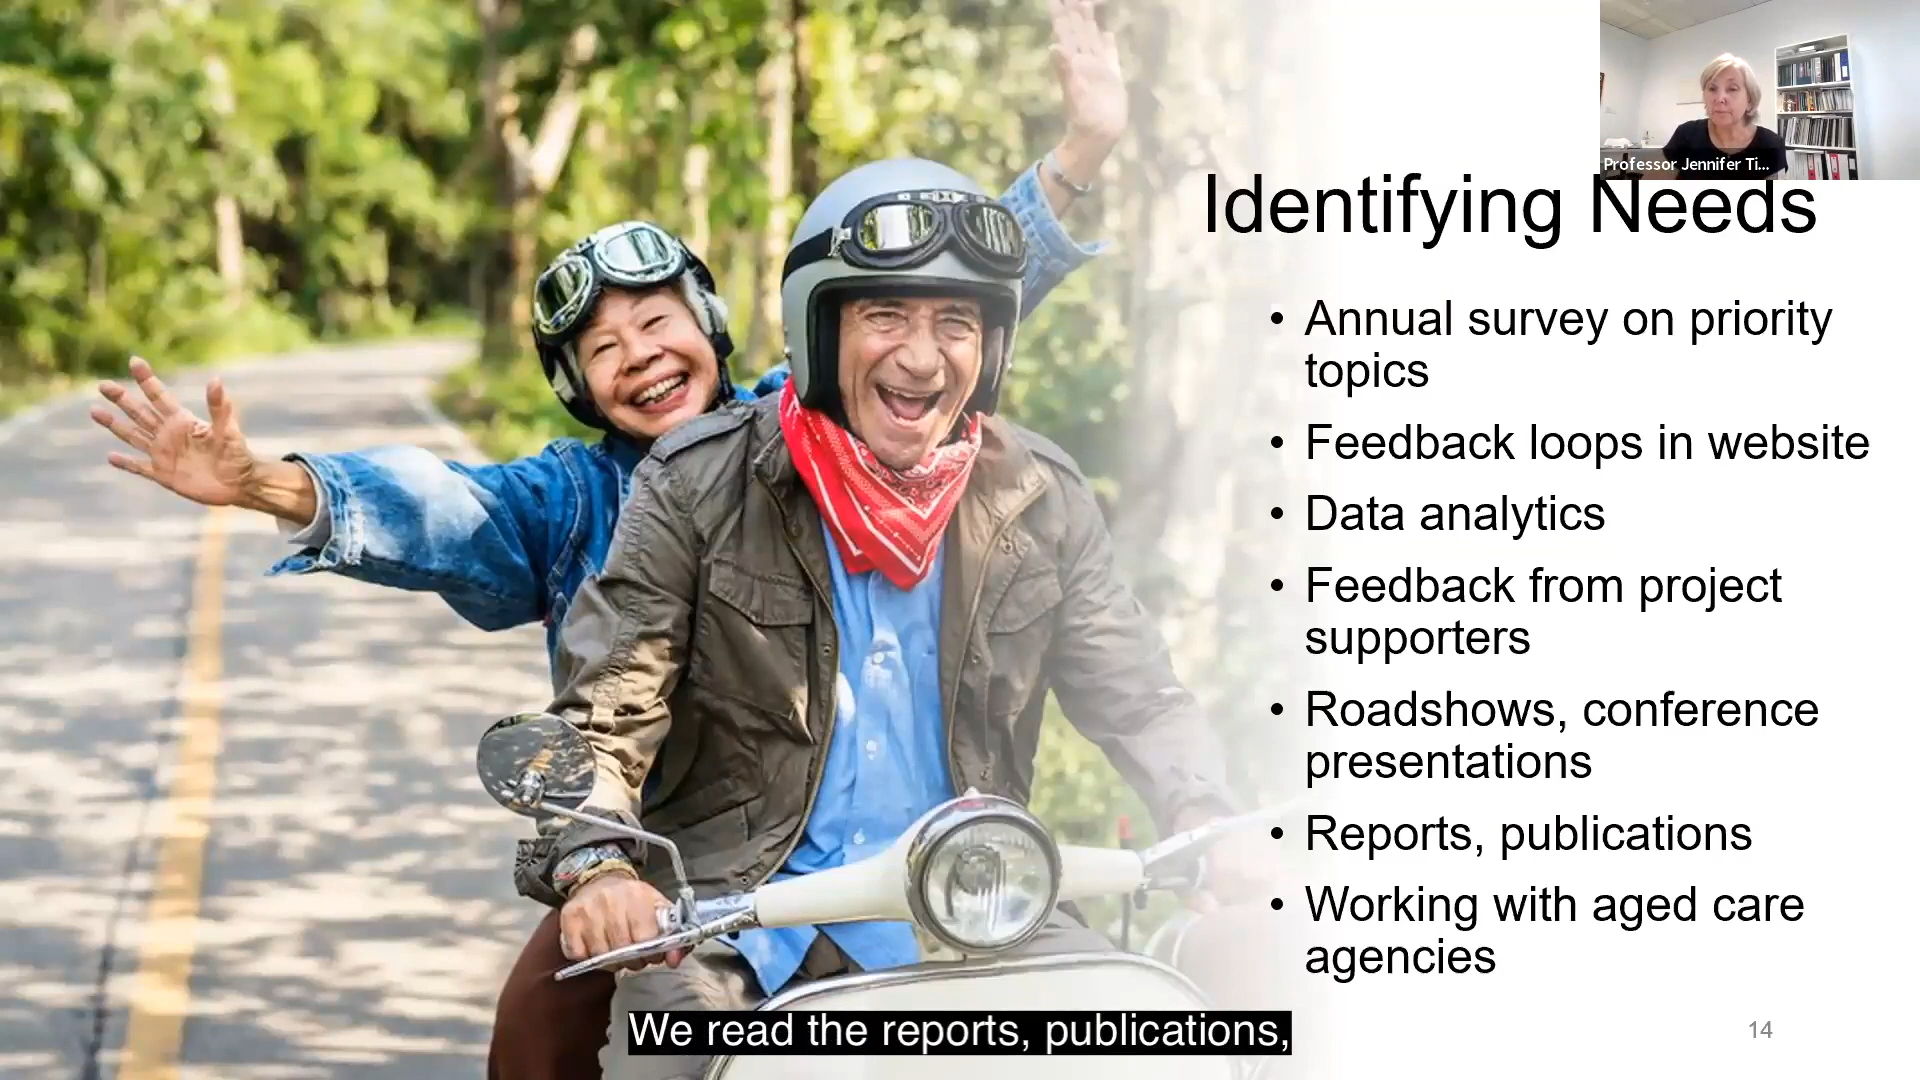 Professor Jennifer Ti...
Identifying Needs
• Annual survey on priority
topics
• Feedback loops in website
• Data analytics
• Feedback from project
supporters
• Roadshows, conference
presentations
• Reports, publications
• Working with aged care
agencies
We read the reports, publications,
14